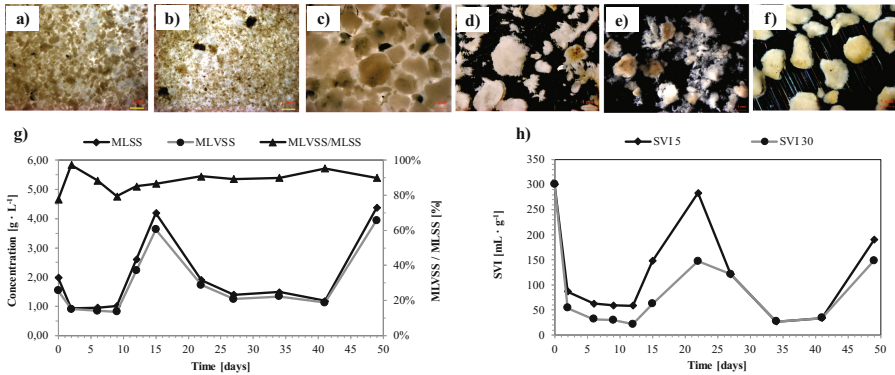 a)
b)
c)
d)
e)
f)
g)
MLSS
MLVSS
MLVSS/MLSS
6,00
5,00
4,00
3,00
2,00
1,00
0,00
Concentration [g · L⁻¹]
100%
80%
60%
40%
20%
0%
MLVSS / MLSS [%]
0 5 10 15 20 25 30 35 40 45 50
Time [days]
h)
SVI 5
SVI 30
350
300
250
200
150
100
50
0
SVI [mL · g⁻¹]
0 5 10 15 20 25 30 35 40 45 50
Time [days]